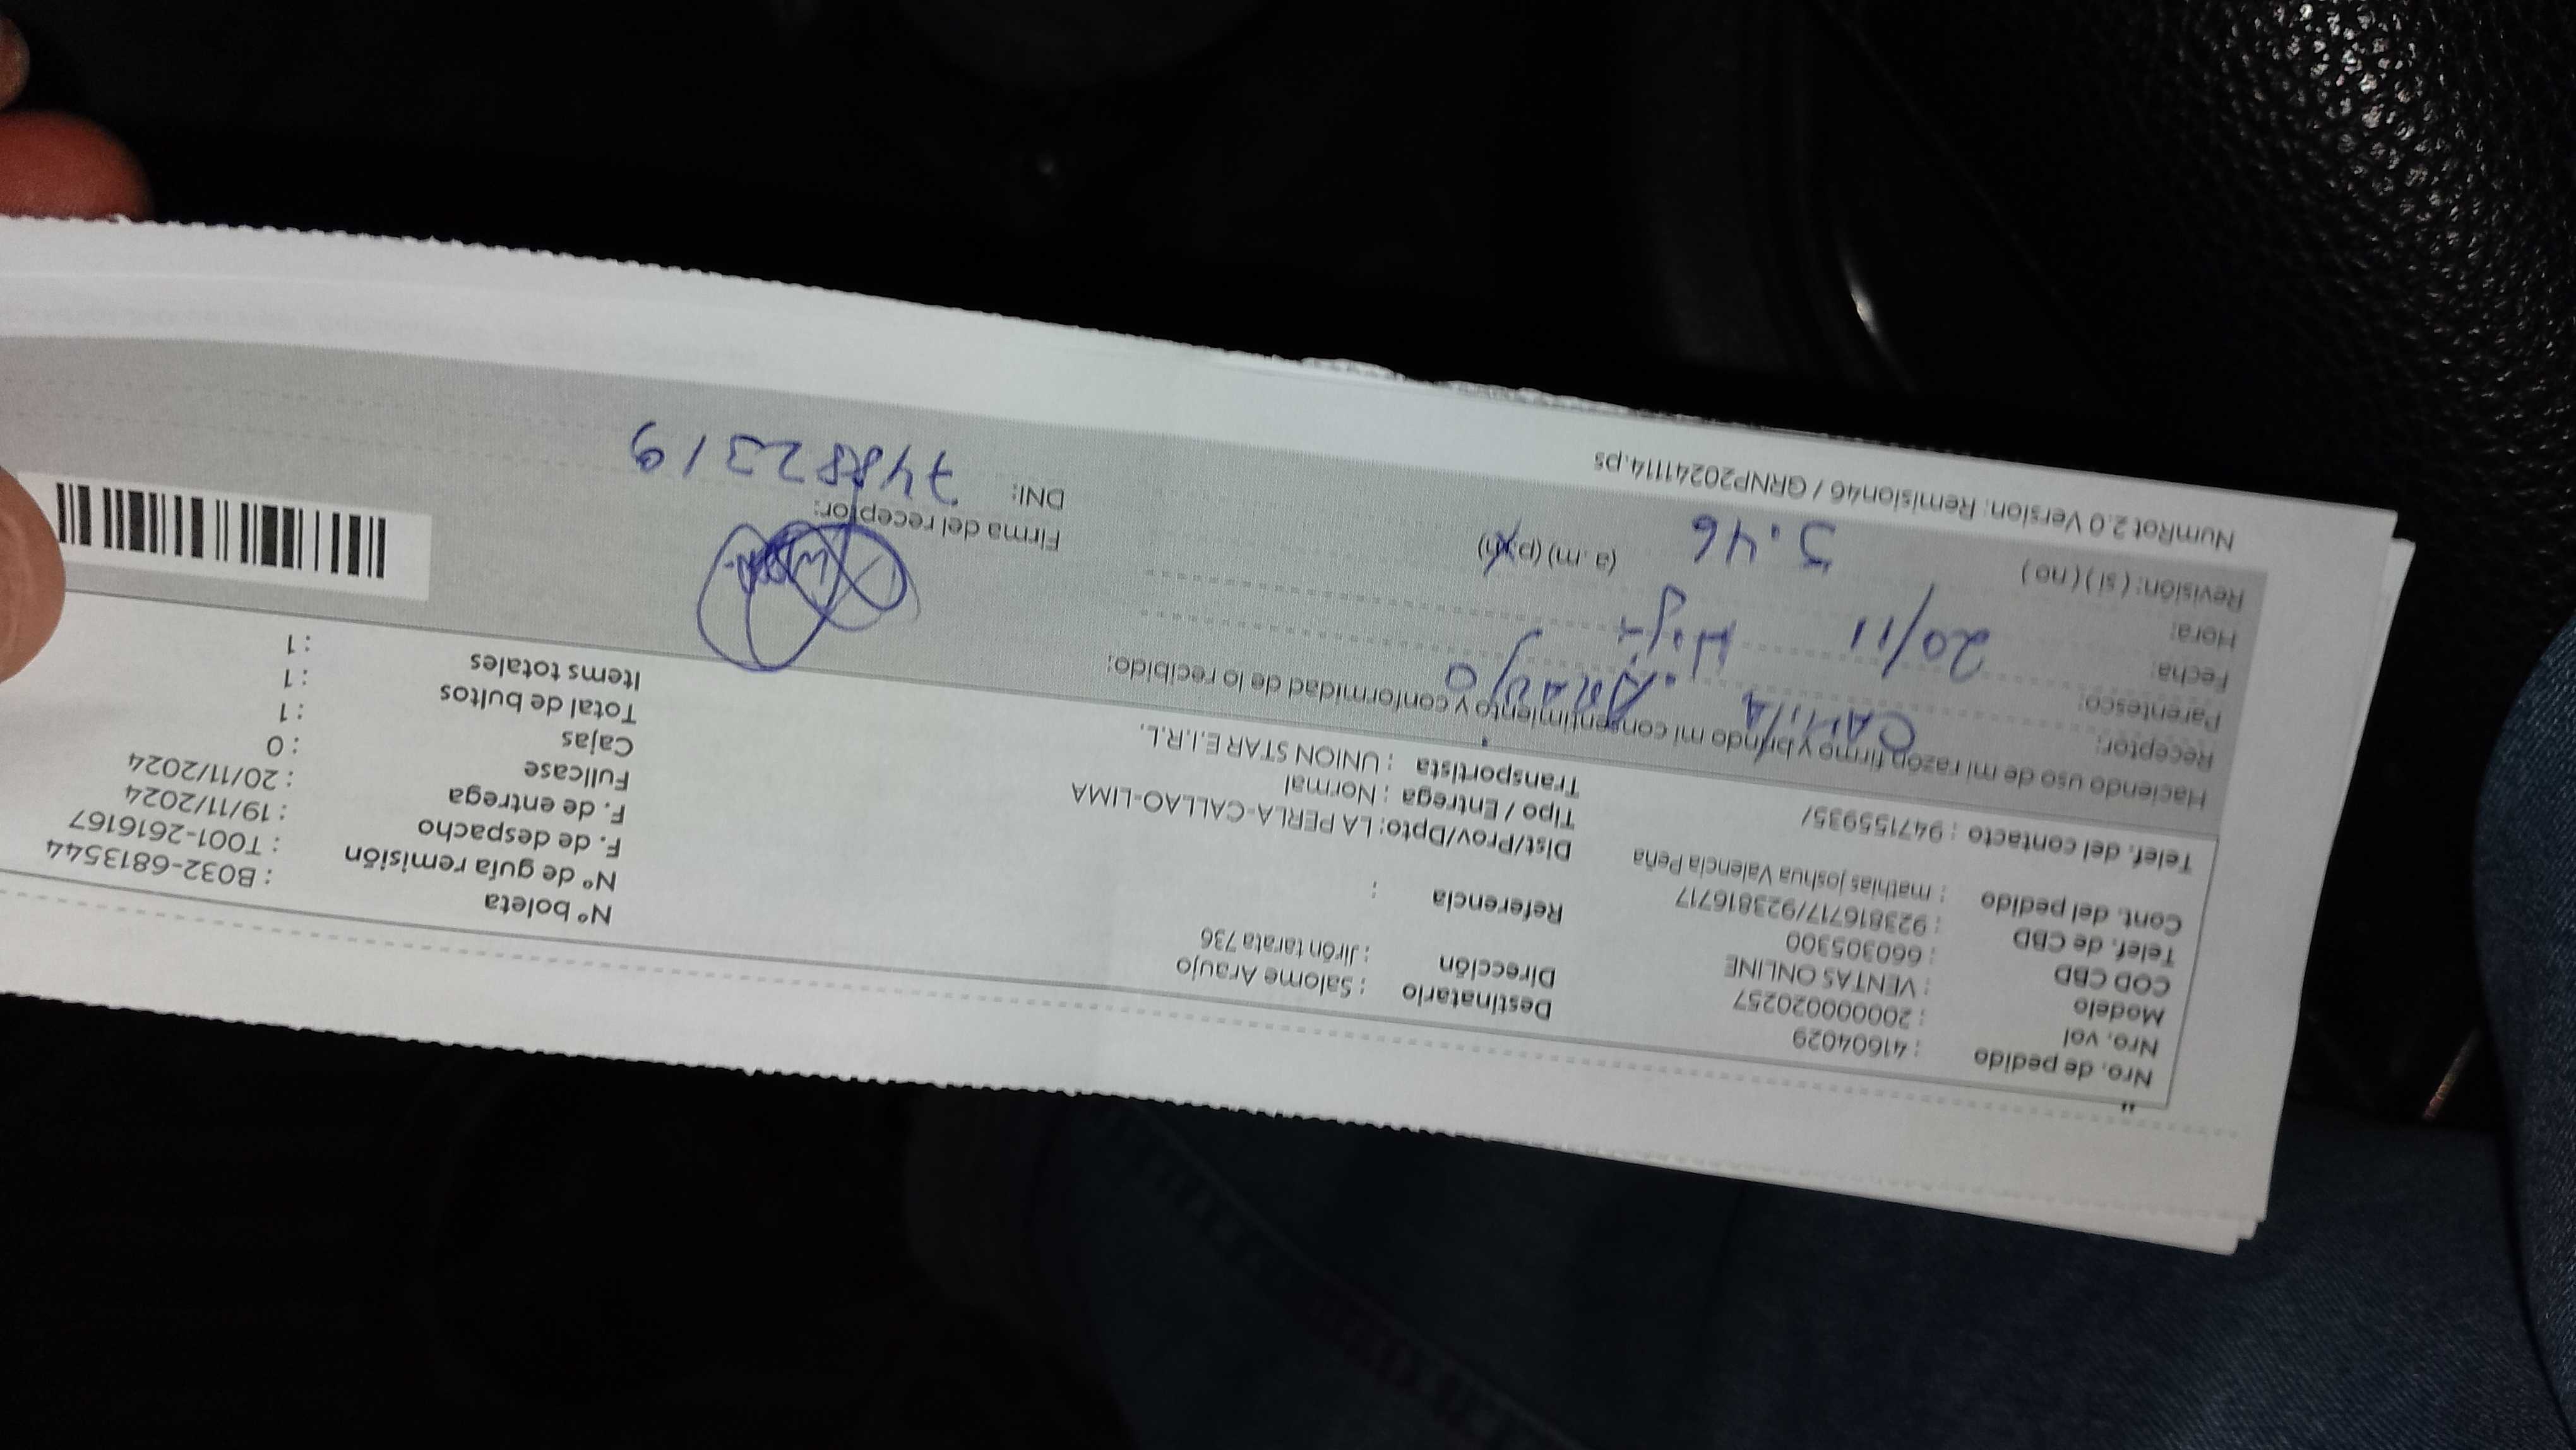 Nro. de pedido : 41604029
Nro. vol : 200000020257
Modelo : VENTAS ONLINE
COD CBD : 660305300
Telef. de CBD : 923816717/923816717
Cont. del pedido : mathias joshua Valencia Peña
Telef. del contacto : 947155935/
Destinatario : Salome Araujo
Dirección : Jirón tarata 736
Referencia :
Dist/Prov/Dpto: LA PERLA-CALLAO-LIMA
Tipo / Entrega : Normal
Transportista : UNION STAR E.I.R.L.
Nº boleta : B032-6813544
Nº de guía remisión : T001-2616167
F. de despacho : 19/11/2024
F. de entrega : 20/11/2024
Fullcase : 0
Cajas : 1
Total de bultos : 1
Items totales : 1
Haciendo uso de mi razón firmo y brindo mi consentimiento y conformidad de lo recibido:
Receptor: CAMila Araujo
Parentesco: Hija
Fecha: 20/11
Hora: 5.46 (a.m) (p.m)
Revisión: ( si ) ( no )
Firma del receptor:
DNI:
NumRot 2.0 Version: Remision46 / GRNP20241114.ps